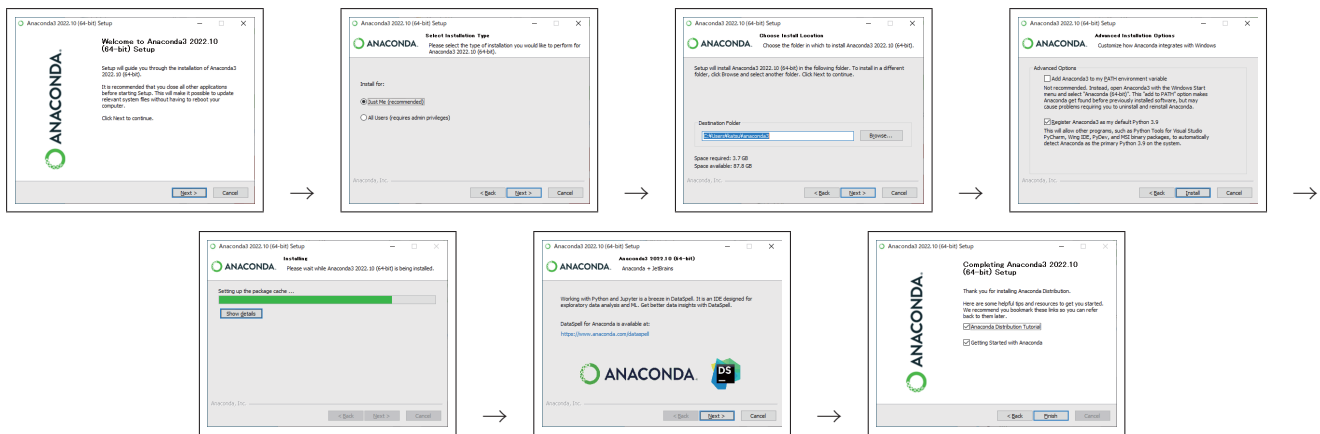 Anaconda3 2022.10 (64-bit) Setup
ANACONDA.
Welcome to Anaconda3 2022.10
(64-bit) Setup
Setup will guide you through the installation of Anaconda3
2022.10 (64-bit).
It is recommended that you close all other applications
before starting Setup. This will make it possible to update
relevant system files without having to reboot your
computer.
Click Next to continue.
Next >
Cancel
→
Anaconda3 2022.10 (64-bit) Setup
ANACONDA.
Select Installation Type
Please select the type of installation you would like to perform for
Anaconda3 2022.10 (64-bit).
Install for:
Just Me (recommended)
All Users (requires admin privileges)
Anaconda, Inc.
< Back
Next >
Cancel
→
Anaconda3 2022.10 (64-bit) Setup
ANACONDA.
Choose Install Location
Choose the folder in which to install Anaconda3 2022.10 (64-bit).
Setup will install Anaconda3 2022.10 (64-bit) in the following folder. To install in a different
folder, click Browse and select another folder. Click Next to continue.
Destination Folder
C:¥Users¥katsu¥anaconda3
Browse...
Space required: 3.7 GB
Space available: 87.8 GB
Anaconda, Inc.
< Back
Next >
Cancel
→
Anaconda3 2022.10 (64-bit) Setup
ANACONDA.
Advanced Installation Options
Customize how Anaconda integrates with Windows
Advanced Options
Add Anaconda3 to my PATH environment variable
Not recommended. Instead, open Anaconda3 with the Windows Start
menu and select "Anaconda (64-bit)". This "add to PATH" option makes
Anaconda get found before previously installed software, but may
cause problems requiring you to uninstall and reinstall Anaconda.
Register Anaconda3 as my default Python 3.9
This will allow other programs, such as Python Tools for Visual Studio
PyCharm, Wing IDE, PyDev, and MSI binary packages, to automatically
detect Anaconda as the primary Python 3.9 on the system.
Anaconda, Inc.
< Back
Install
Cancel
→
Anaconda3 2022.10 (64-bit) Setup
ANACONDA.
Installing
Please wait while Anaconda3 2022.10 (64-bit) is being installed.
Setting up the package cache ...
Show details
Anaconda, Inc.
< Back
Next >
Cancel
→
Anaconda3 2022.10 (64-bit) Setup
ANACONDA.
Anaconda3 2022.10 (64-bit)
Anaconda + JetBrains
Working with Python and Jupyter is a breeze in DataSpell. It is an IDE designed for
exploratory data analysis and ML. Get better data insights with DataSpell.
DataSpell for Anaconda is available at:
https://www.anaconda.com/dataspell
ANACONDA.
DS
Anaconda, Inc.
< Back
Next >
Cancel
→
Anaconda3 2022.10 (64-bit) Setup
ANACONDA.
Completing Anaconda3 2022.10
(64-bit) Setup
Thank you for installing Anaconda Distribution.
Here are some helpful tips and resources to get you started.
We recommend you bookmark these links so you can refer
back to them later.
Anaconda Distribution Tutorial
Getting Started with Anaconda
< Back
Finish
Cancel